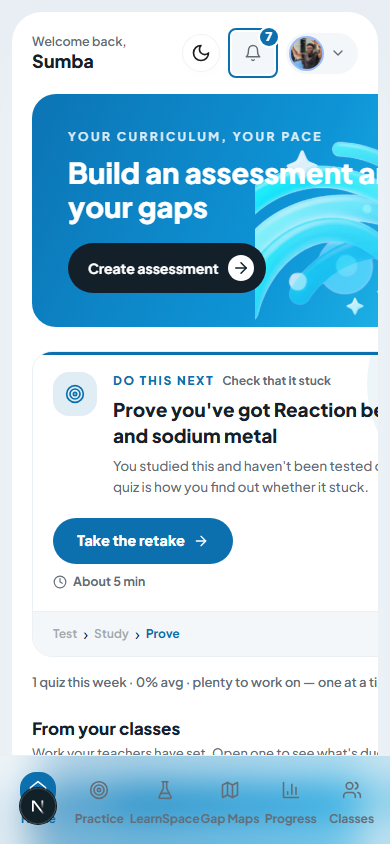 Welcome back,
Sumba
7
YOUR CURRICULUM, YOUR PACE
Build an assessment
your gaps
Create assessment
DO THIS NEXT Check that it stuck
Prove you've got Reaction
and sodium metal
You studied this and haven't been tested
quiz is how you find out whether it stuck.
Take the retake
About 5 min
Test › Study › Prove
1 quiz this week · 0% avg · plenty to work on — one at a
From your classes
Work your teachers have set. Open one to see what's
N
Practice LearnSpace Gap Maps Progress Classes